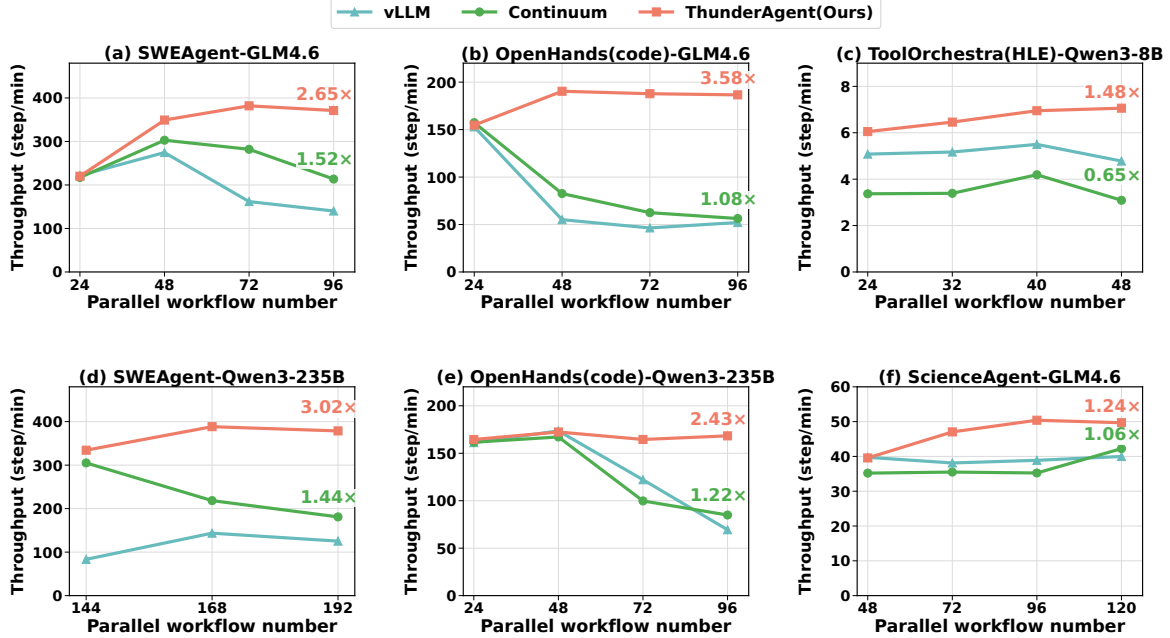 vLLM Continuum ThunderAgent(Ours)
(a) SWEAgent-GLM4.6
Throughput (step/min)
400
300
200
100
0
2.65×
1.52×
24 48 72 96
Parallel workflow number
(b) OpenHands(code)-GLM4.6
Throughput (step/min)
200
150
100
50
0
3.58×
1.08×
24 48 72 96
Parallel workflow number
(c) ToolOrchestra(HLE)-Qwen3-8B
Throughput (step/min)
8
6
4
2
0
1.48×
0.65×
24 32 40 48
Parallel workflow number
(d) SWEAgent-Qwen3-235B
Throughput (step/min)
400
300
200
100
0
3.02×
1.44×
144 168 192
Parallel workflow number
(e) OpenHands(code)-Qwen3-235B
Throughput (step/min)
200
150
100
50
0
2.43×
1.22×
24 48 72 96
Parallel workflow number
(f) ScienceAgent-GLM4.6
Throughput (step/min)
60
50
40
30
20
10
0
1.24×
1.06×
48 72 96 120
Parallel workflow number